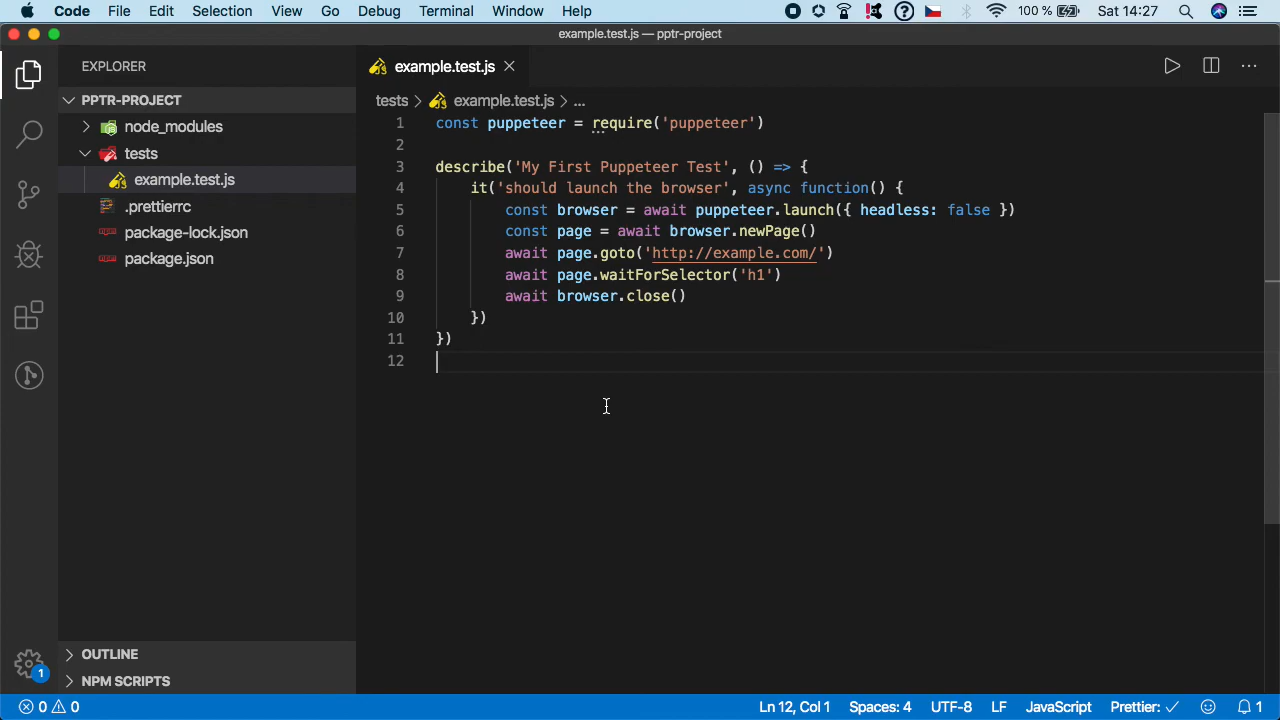 Code File Edit Selection View Go Debug Terminal Window Help 100 % Sat 14:27
example.test.js — pptr-project
EXPLORER
PPTR-PROJECT
node_modules
tests
example.test.js
.prettierrc
package-lock.json
package.json
OUTLINE
NPM SCRIPTS
example.test.js
tests > example.test.js > ...
1 const puppeteer = require('puppeteer')
2
3 describe('My First Puppeteer Test', () => {
4 it('should launch the browser', async function() {
5 const browser = await puppeteer.launch({ headless: false })
6 const page = await browser.newPage()
7 await page.goto('http://example.com/')
8 await page.waitForSelector('h1')
9 await browser.close()
10 })
11 })
12
1
0 0 Ln 12, Col 1 Spaces: 4 UTF-8 LF JavaScript Prettier: ✓ 1